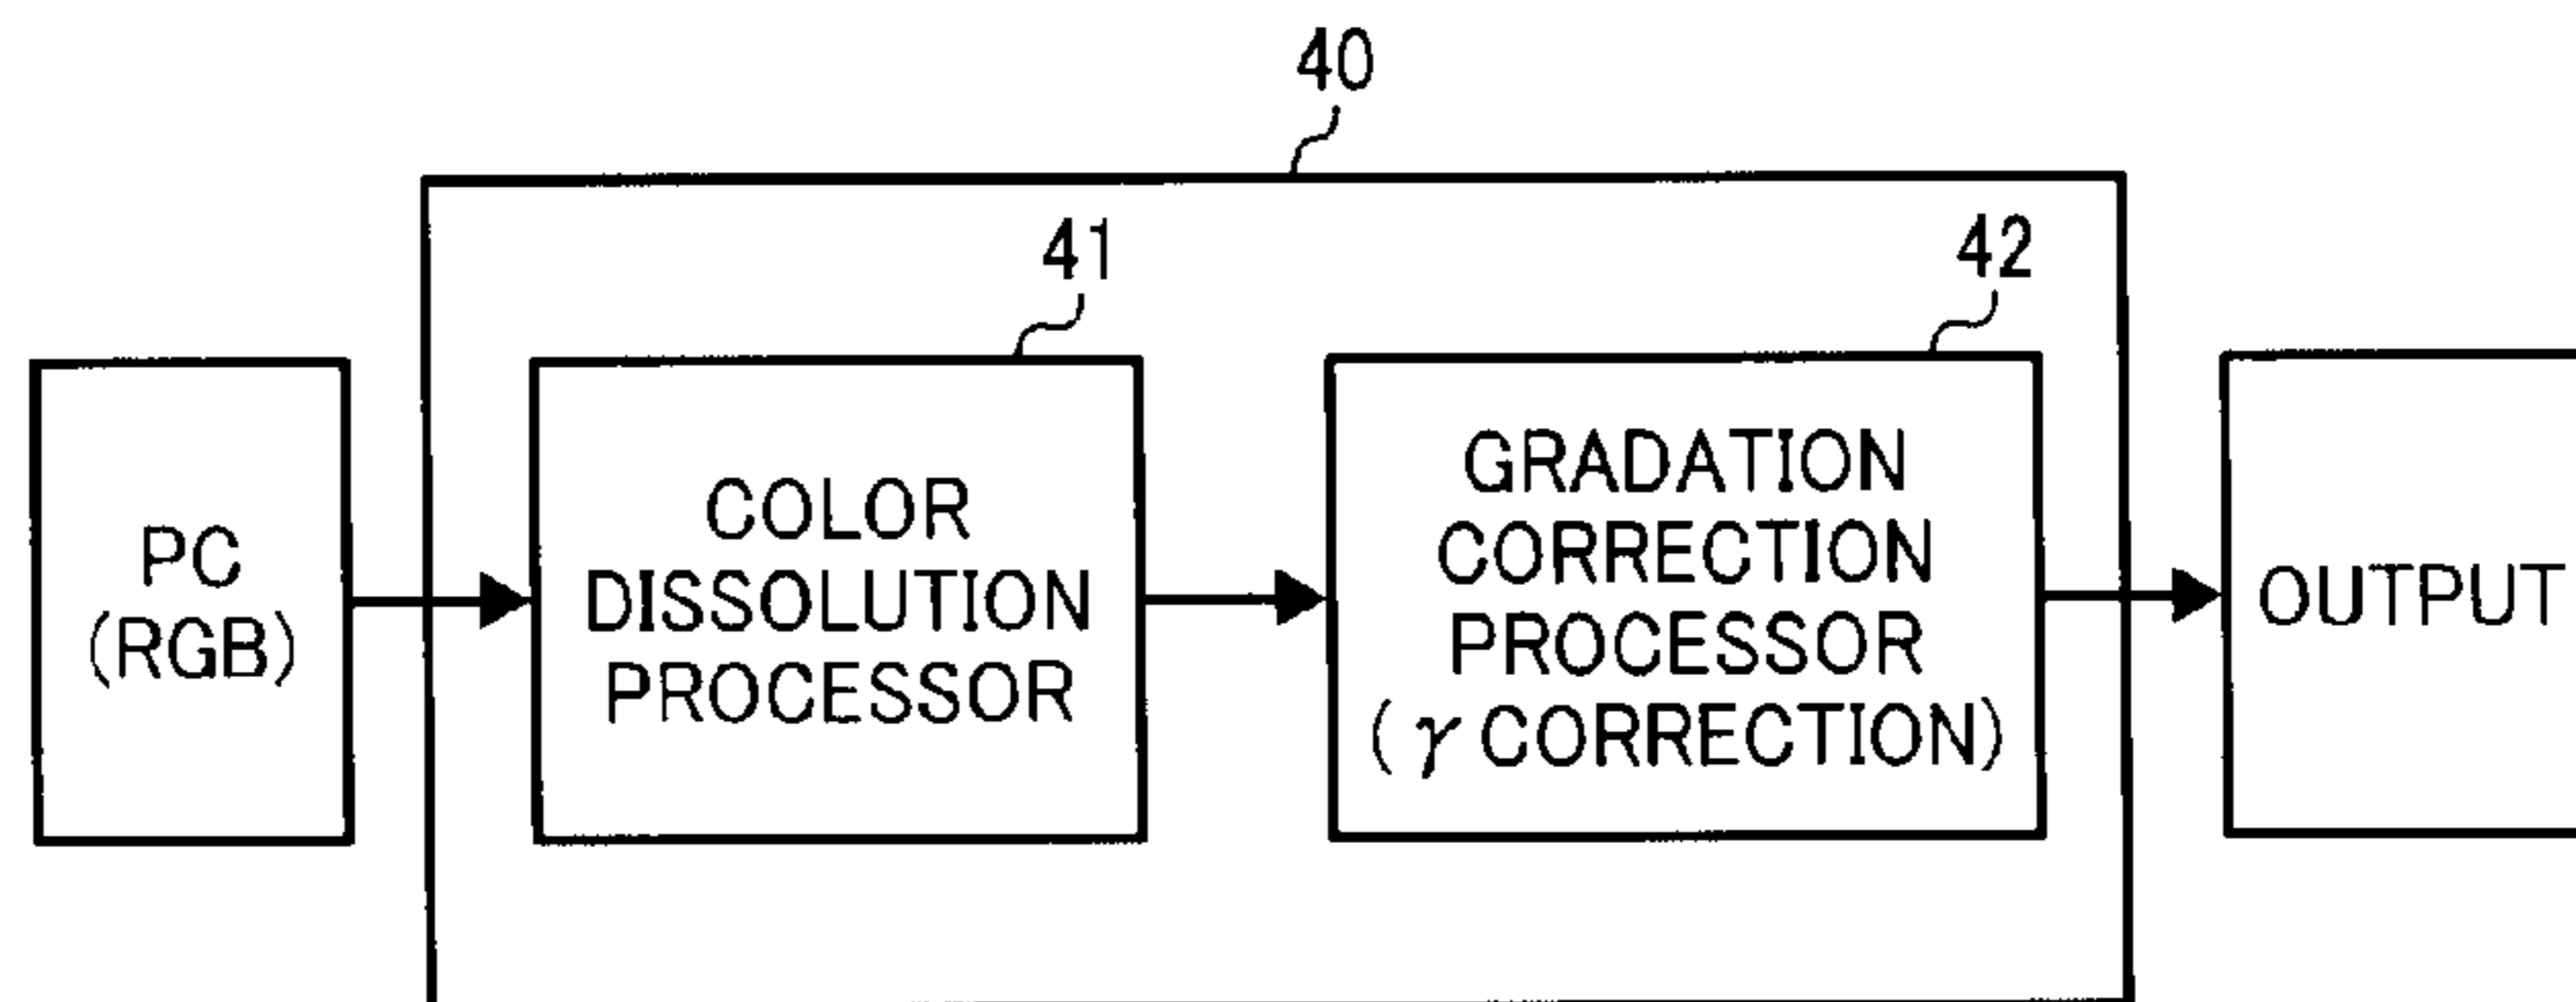 40
41
42
PC
(RGB)
COLOR
DISSOLUTION
PROCESSOR
GRADATION
CORRECTION
PROCESSOR
(γ CORRECTION)
OUTPUT